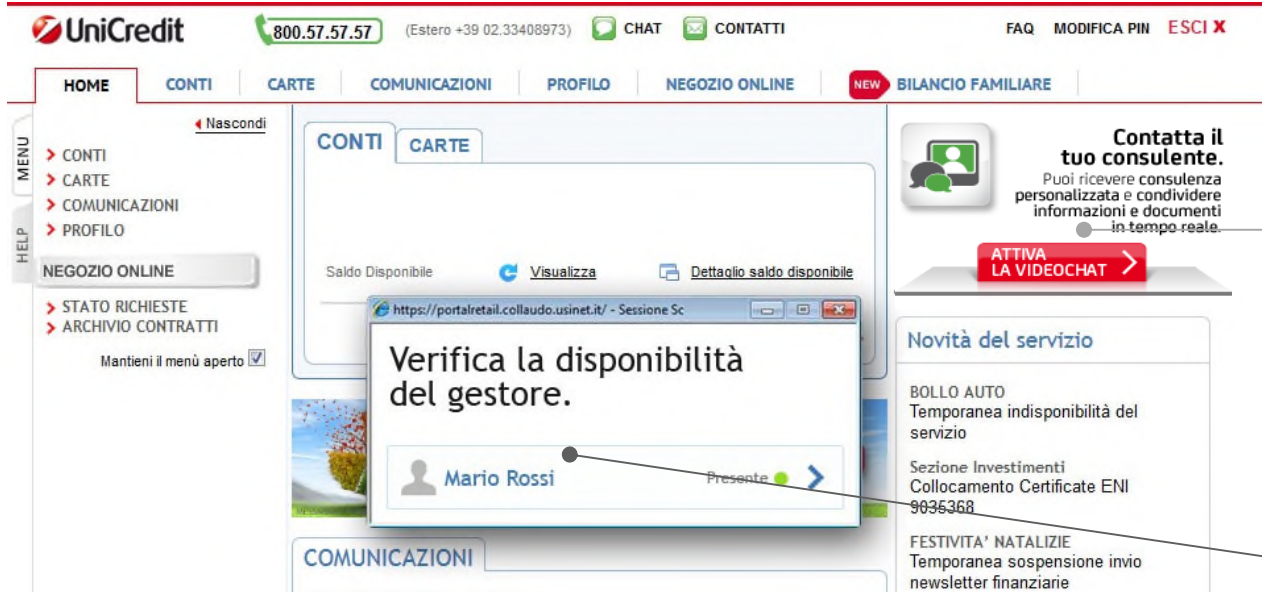 UniCredit
800.57.57.57
(Estero +39 02.33408973)
CHAT
CONTATTI
FAQ
MODIFICA PIN
ESCI X
HOME
CONTI
CARTE
COMUNICAZIONI
PROFILO
NEGOZIO ONLINE
NEW
BILANCIO FAMILIARE
MENU
HELP
Nascondi
CONTI
CARTE
COMUNICAZIONI
PROFILO
NEGOZIO ONLINE
STATO RICHIESTE
ARCHIVIO CONTRATTI
Mantieni il menù aperto
CONTI
CARTE
Saldo Disponibile
Visualizza
Dettaglio saldo disponibile
https://portalretail.collaudo.usinet.it/ - Sessione Sc
Verifica la disponibilità
del gestore.
Mario Rossi
Presente
COMUNICAZIONI
Contatta il
tuo consulente.
Puoi ricevere consulenza
personalizzata e condividere
informazioni e documenti
in tempo reale.
ATTIVA
LA VIDEOCHAT
Novità del servizio
BOLLO AUTO
Temporanea indisponibilità del
servizio
Sezione Investimenti
Collocamento Certificate ENI
9035368
FESTIVITA' NATALIZIE
Temporanea sospensione invio
newsletter finanziarie